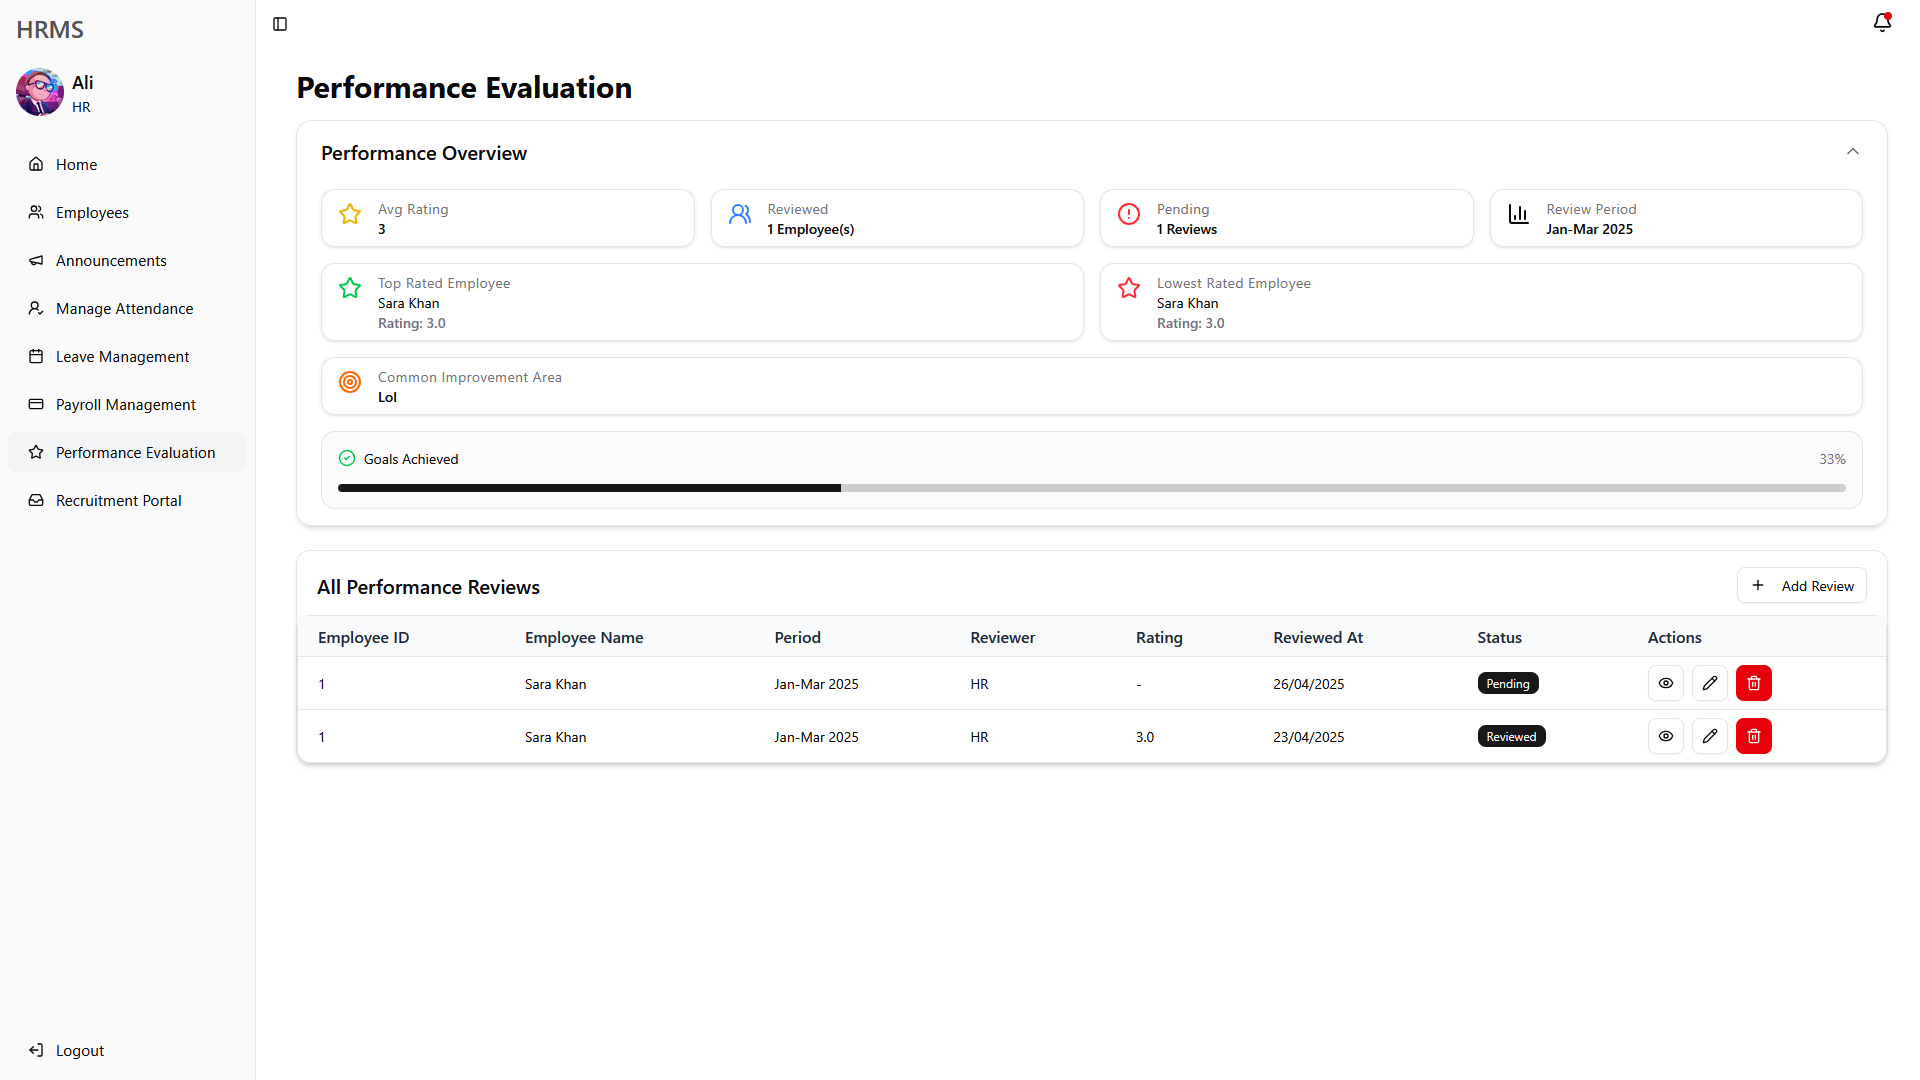 HRMS
Ali
HR
Home
Employees
Announcements
Manage Attendance
Leave Management
Payroll Management
Performance Evaluation
Recruitment Portal
Logout
Performance Evaluation
Performance Overview
Avg Rating
3
Reviewed
1 Employee(s)
Pending
1 Reviews
Review Period
Jan-Mar 2025
Top Rated Employee
Sara Khan
Rating: 3.0
Lowest Rated Employee
Sara Khan
Rating: 3.0
Common Improvement Area
Lol
Goals Achieved 33%
All Performance Reviews
Add Review
Employee ID Employee Name Period Reviewer Rating Reviewed At Status Actions
1 Sara Khan Jan-Mar 2025 HR - 26/04/2025 Pending
1 Sara Khan Jan-Mar 2025 HR 3.0 23/04/2025 Reviewed